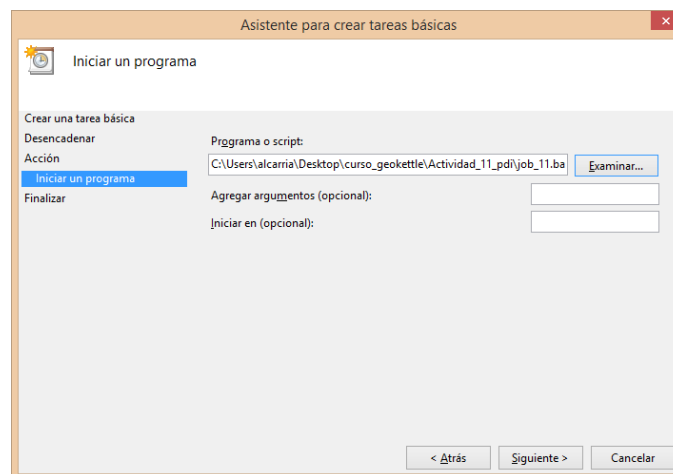 Asistente para crear tareas básicas
Iniciar un programa
Crear una tarea básica
Desencadenar
Acción
Iniciar un programa
Finalizar
Programa o script:
C:\Users\alcarria\Desktop\curso_geokettle\Actividad_11_pdi\job_11.ba
Examinar...
Agregar argumentos (opcional):
Iniciar en (opcional):
< Atrás
Siguiente >
Cancelar